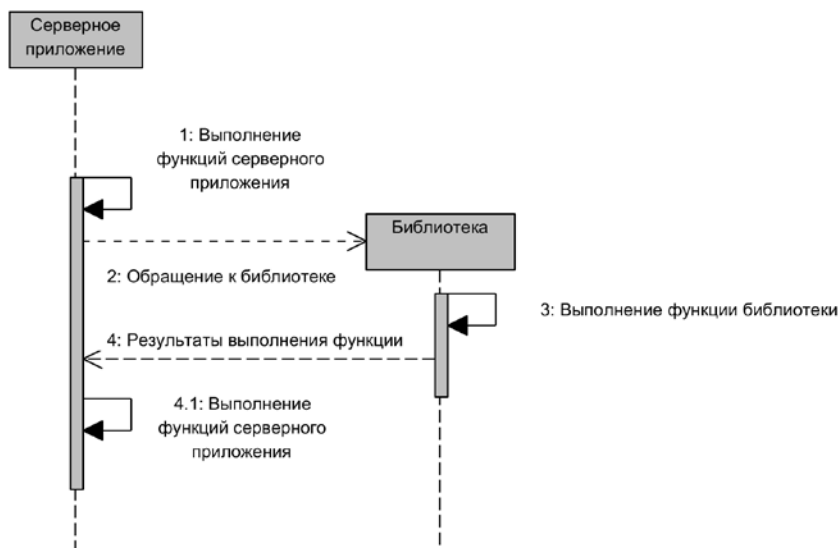 Серверное
приложение
1: Выполнение
функций серверного
приложения
Библиотека
2: Обращение к библиотеке
3: Выполнение функции библиотеки
4: Результаты выполнения функции
4.1: Выполнение
функций серверного
приложения